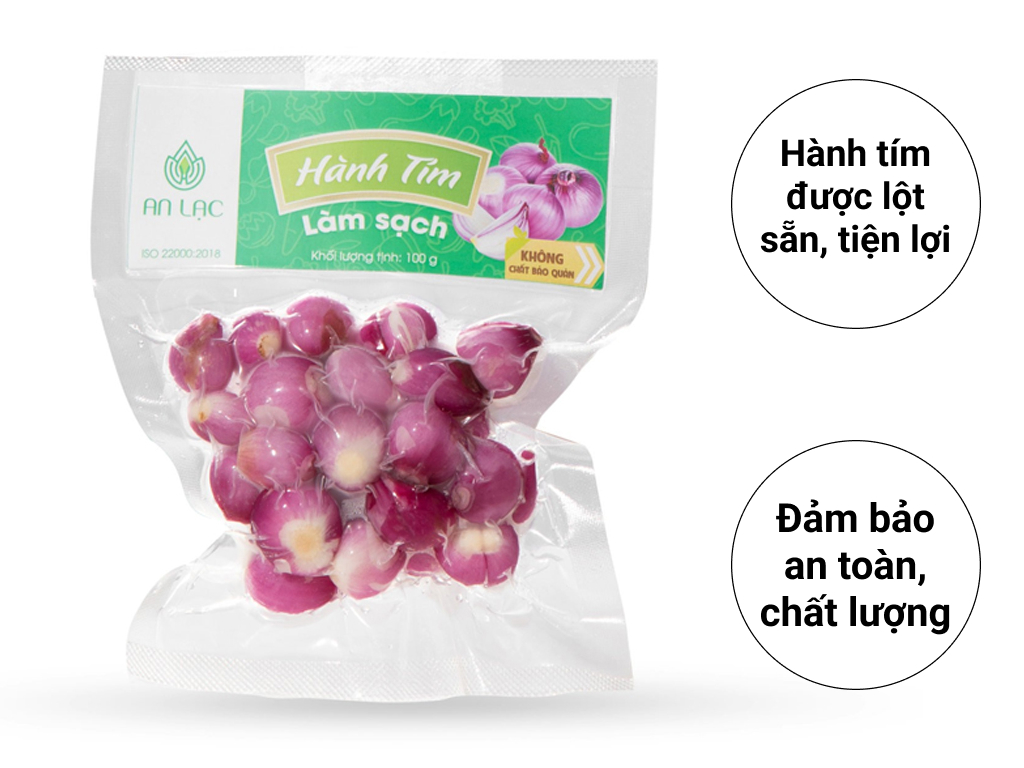 AN LẠC
ISO 22000:2018
Hành Tím
Làm sạch
Khối lượng tịnh: 100 g
KHÔNG
CHẤT BẢO QUẢN
Hành tím
được lột
sẵn, tiện lợi
Đảm bảo
an toàn,
chất lượng